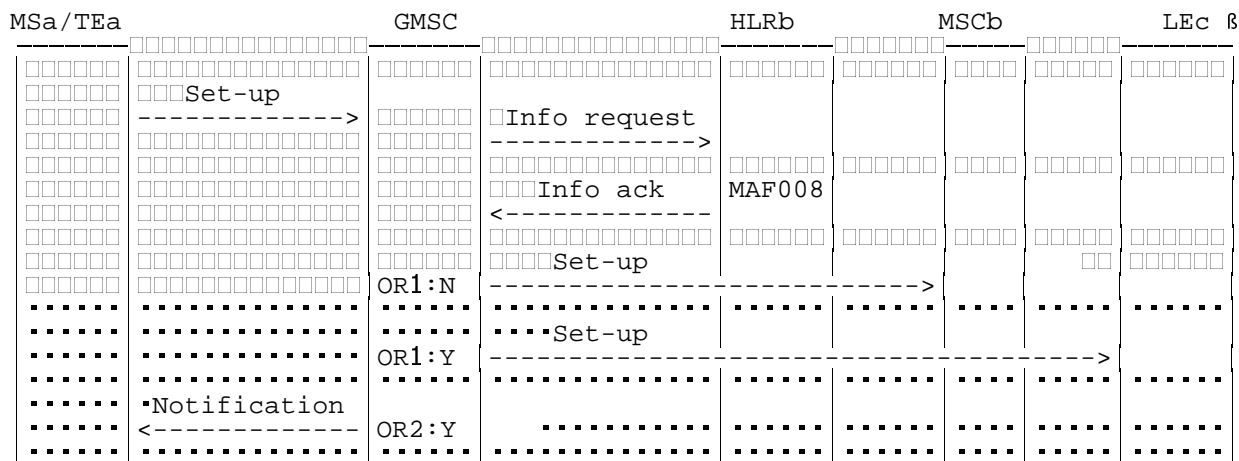 MSa/TEa GMSC HLRb MSCb LEc ß
Set-up
-------------> Info request
------------->
Info ack MAF008
<-------------
Set-up
OR1:N --------------------------->
Set-up
OR1:Y -------------------------------------->
Notification
<------------- OR2:Y